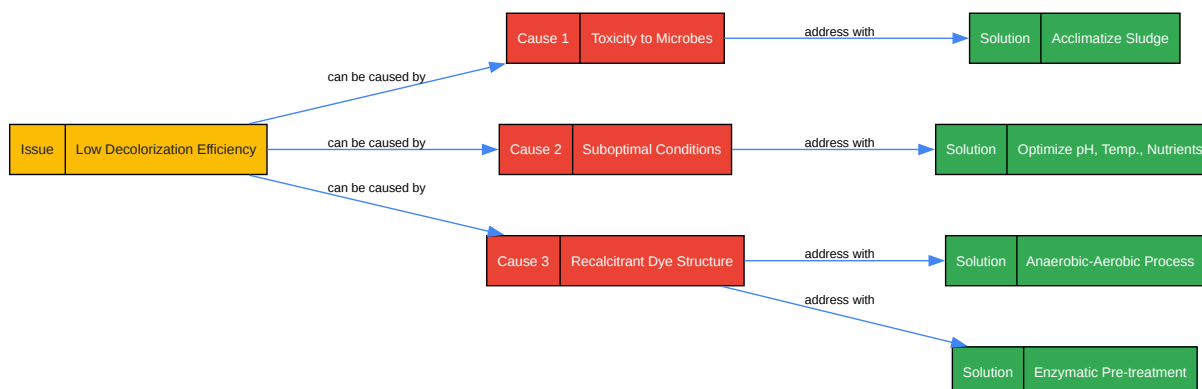 Cause 1 Toxicity to Microbes address with Solution Acclimatize Sludge
can be caused by
Issue Low Decolorization Efficiency can be caused by Cause 2 Suboptimal Conditions address with Solution Optimize pH, Temp., Nutrients
can be caused by
Cause 3 Recalcitrant Dye Structure address with Solution Anaerobic-Aerobic Process
address with
Solution Enzymatic Pre-treatment